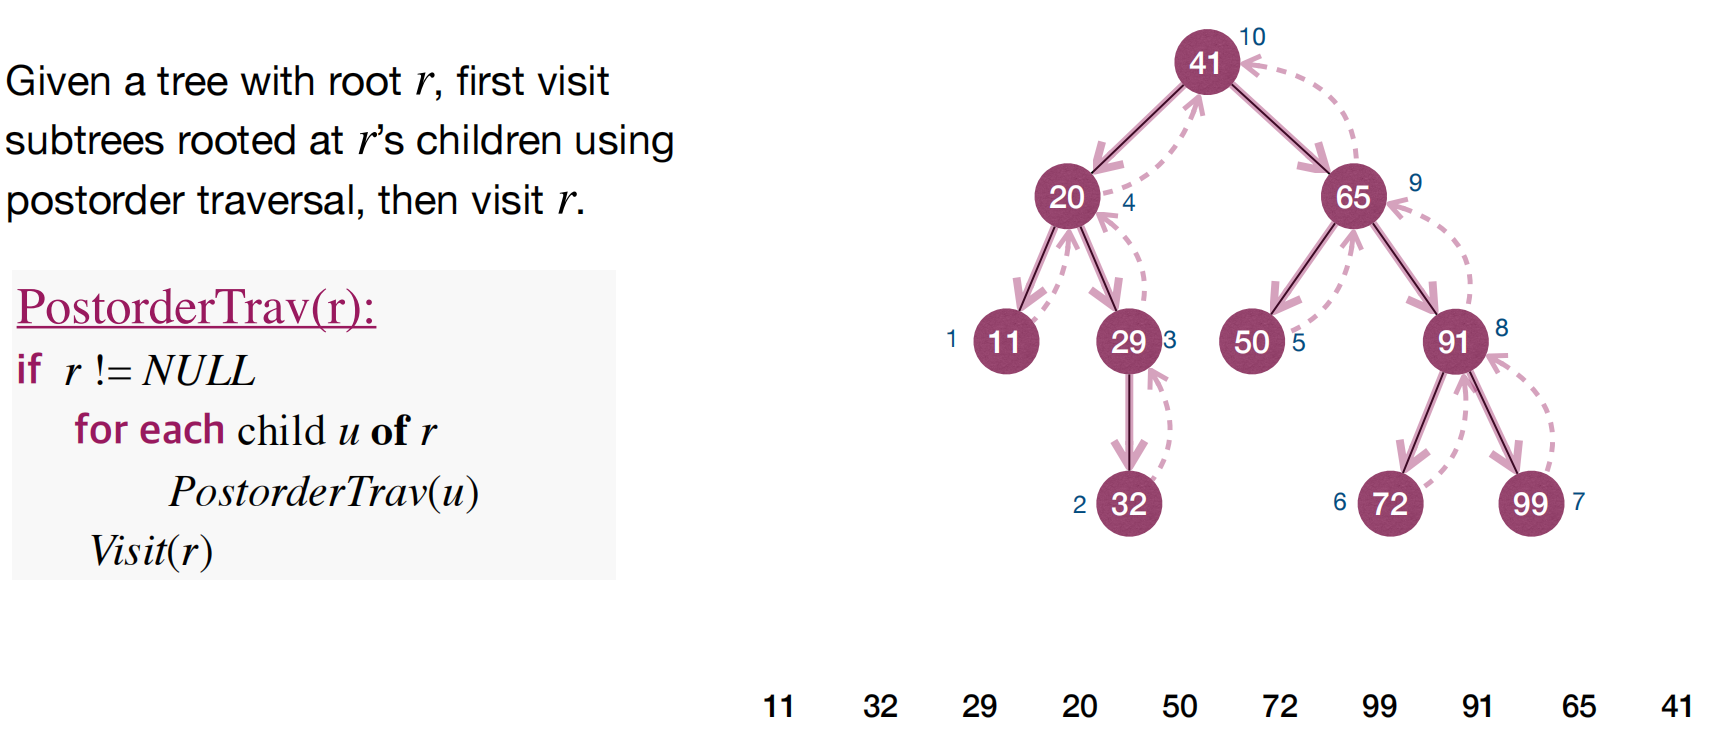 Given a tree with root r, first visit
subtrees rooted at r’s children using
postorder traversal, then visit r.
PostorderTrav(r):
if r != NULL
for each child u of r
PostorderTrav(u)
Visit(r)
41 10
20 4 65 9
1 11 29 3 50 5 91 8
2 32 6 72 99 7
11 32 29 20 50 72 99 91 65 41